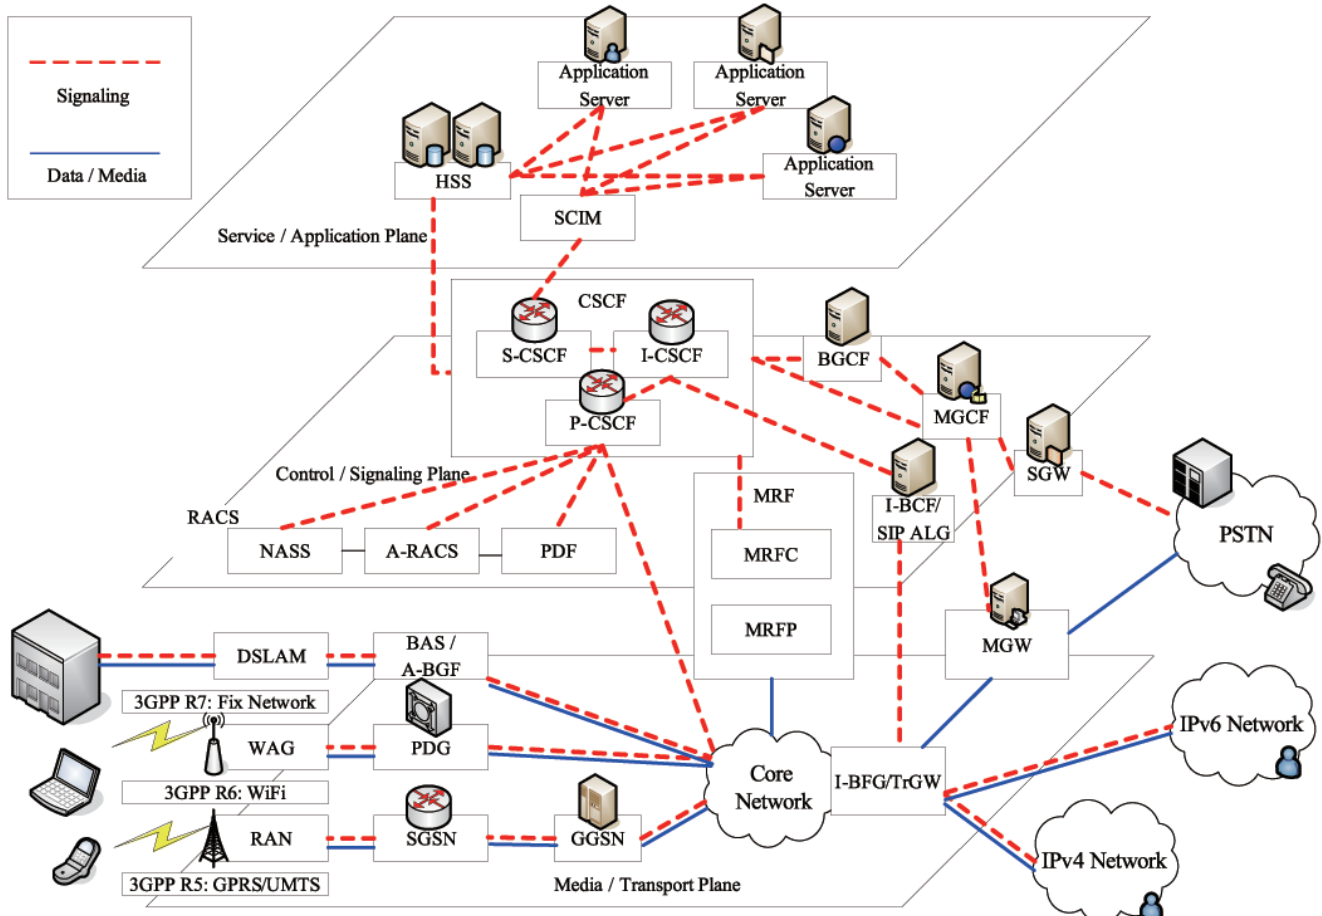 Signaling
Data / Media
Application
Server
Application
Server
Application
Server
HSS
SCIM
Service / Application Plane
CSCF
S-CSCF
I-CSCF
P-CSCF
BGCF
MGCF
SGW
I-BCF/
SIP ALG
Control / Signaling Plane
RACS
NASS
A-RACS
PDF
MRF
MRFC
MRFP
PSTN
MGW
DSLAM
BAS /
A-BGF
3GPP R7: Fix Network
WAG
PDG
3GPP R6: WiFi
RAN
SGSN
GGSN
3GPP R5: GPRS/UMTS
Core
Network
I-BFG/TrGW
IPv6 Network
IPv4 Network
Media / Transport Plane